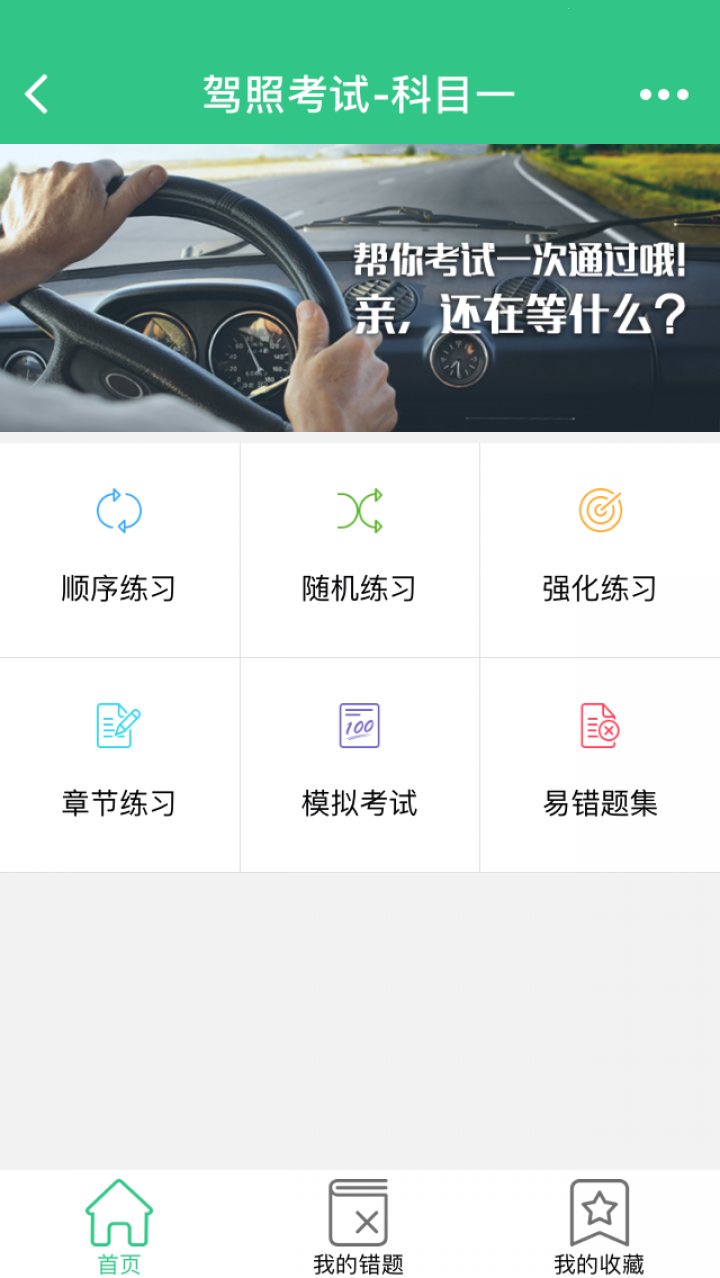 驾照考试-科目一
帮你考试一次通过哦!
亲，还在等什么？
顺序练习
随机练习
强化练习
100
章节练习
模拟考试
易错题集
首页
我的错题
我的收藏